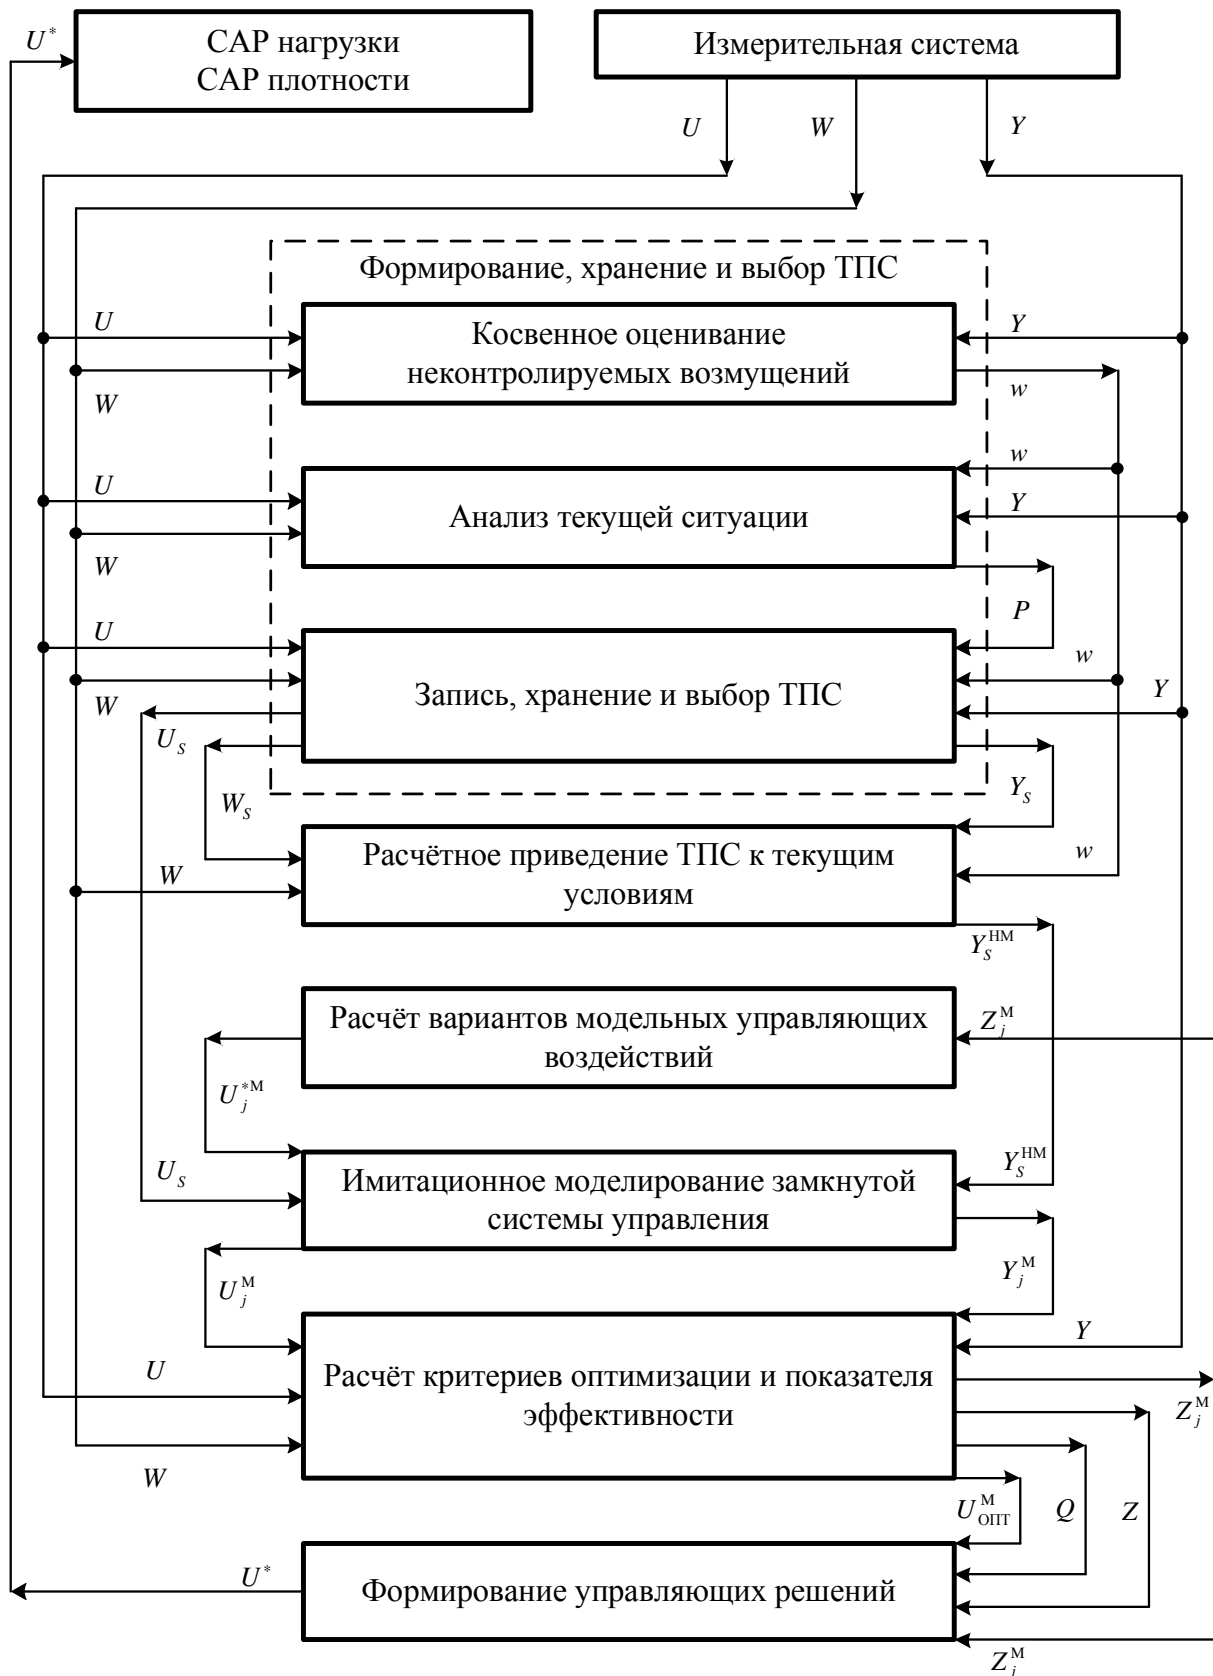 U*
САР нагрузки
САР плотности
Измерительная система
U
W
Y
Формирование, хранение и выбор ТПС
U
Косвенное оценивание
неконтролируемых возмущений
Y
W
w
w
U
Анализ текущей ситуации
Y
W
P
U
Запись, хранение и выбор ТПС
w
W
Y
U_S
W_S
Y_S
Расчётное приведение ТПС к текущим
условиям
w
W
Y_S^НМ
Расчёт вариантов модельных управляющих
воздействий
Z_j^М
U_j^*М
U_S
Имитационное моделирование замкнутой
системы управления
Y_S^НМ
U_j^М
Y_j^М
Y
U
Расчёт критериев оптимизации и показателя
эффективности
Z_j^М
W
U_ОПТ^М
Q
Z
U*
Формирование управляющих решений
Z_j^М